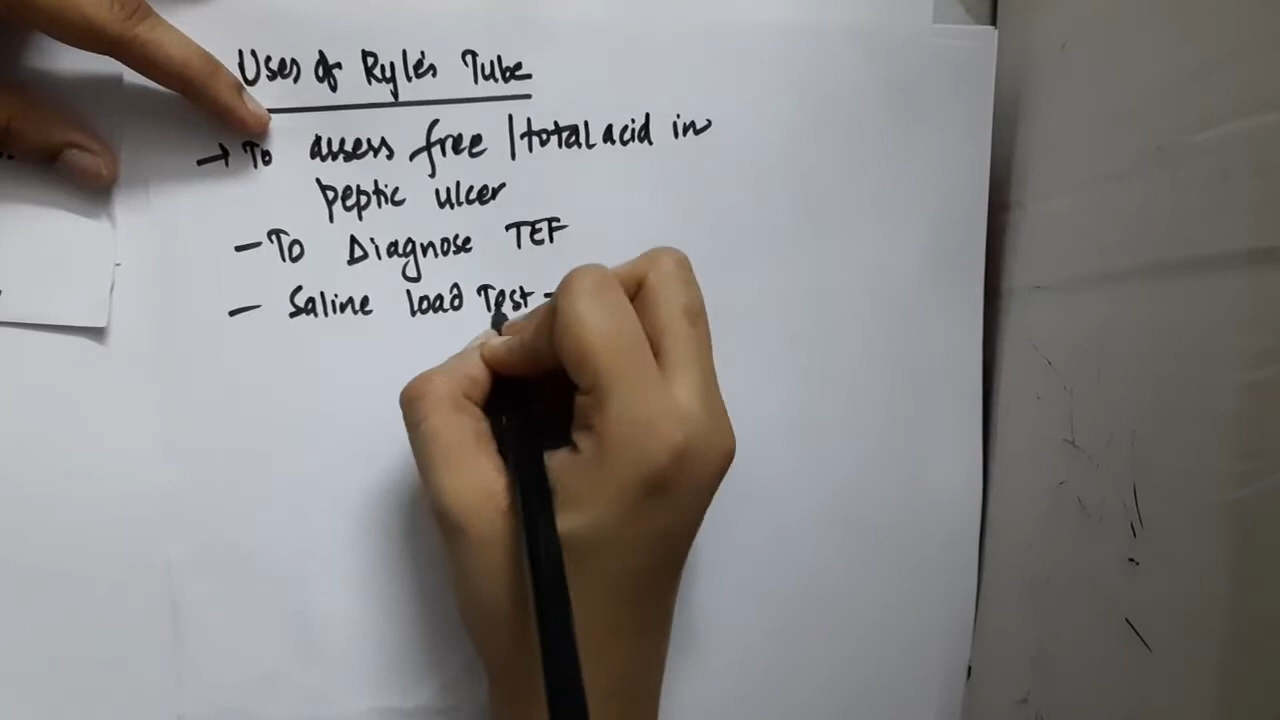 Uses of Ryle's Tube
→ To assess free / total acid in
peptic ulcer
- To Diagnose TEF
- Saline load Test -